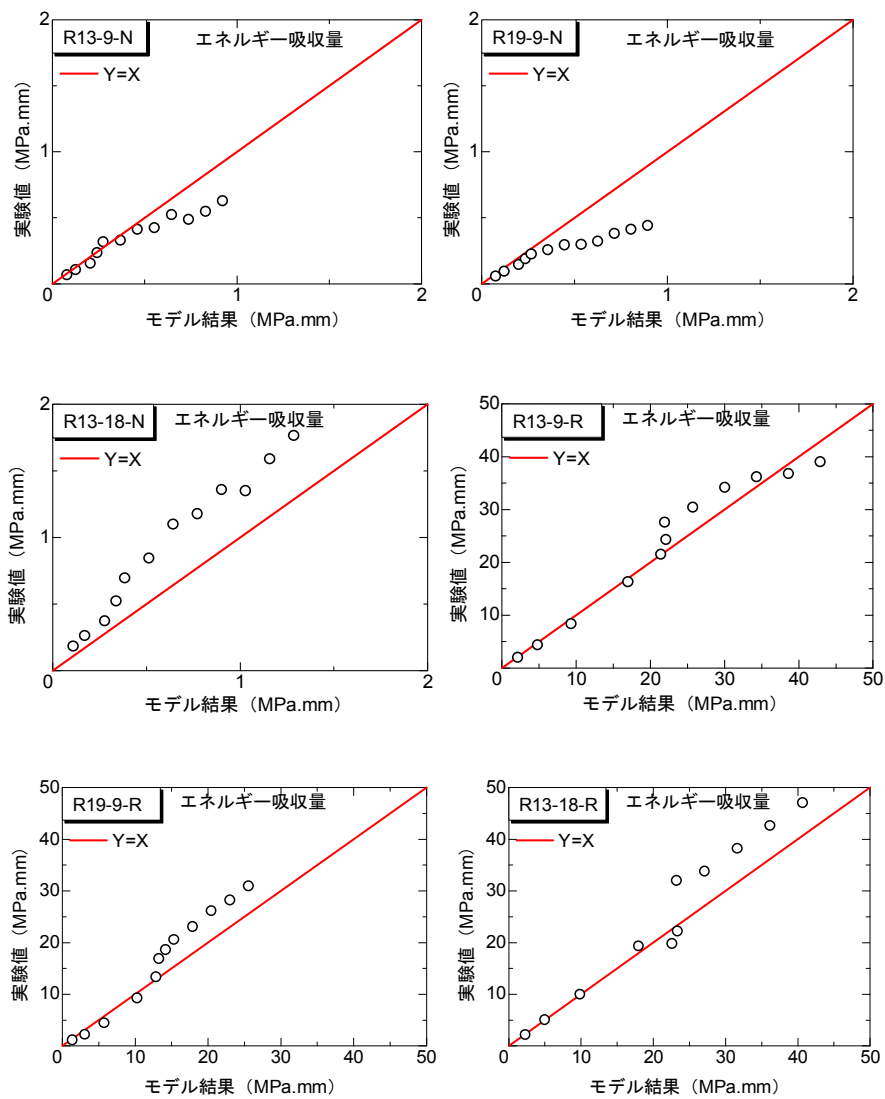 R13-9-N
エネルギー吸収量
Y=X
2
1
0
1
2
実験値（MPa.mm）
モデル結果（MPa.mm）
R19-9-N
エネルギー吸収量
Y=X
2
1
0
1
2
実験値（MPa.mm）
モデル結果（MPa.mm）
R13-18-N
エネルギー吸収量
Y=X
2
1
0
1
2
実験値（MPa.mm）
モデル結果（MPa.mm）
R13-9-R
エネルギー吸収量
Y=X
50
40
30
20
10
0
10
20
30
40
50
実験値（MPa.mm）
モデル結果（MPa.mm）
R19-9-R
エネルギー吸収量
Y=X
50
40
30
20
10
0
10
20
30
40
50
実験値（MPa.mm）
モデル結果（MPa.mm）
R13-18-R
エネルギー吸収量
Y=X
50
40
30
20
10
0
10
20
30
40
50
実験値（MPa.mm）
モデル結果（MPa.mm）